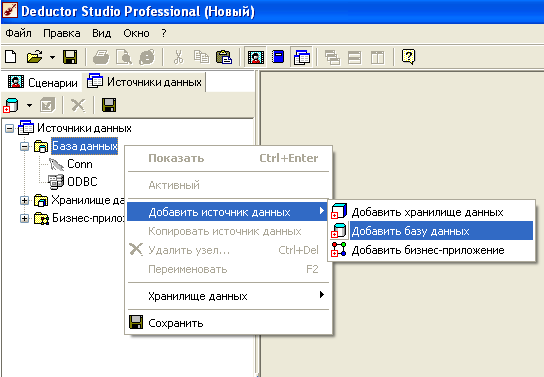 Deductor Studio Professional (Новый)
Файл Правка Вид Окно ?
Сценарии Источники данных
Источники данных
База данных
Conn
ODBC
Хранилище да
Бизнес-прило
Показать Ctrl+Enter
Активный
Добавить источник данных
Копировать источник данных
Удалить узел... Ctrl+Del
Переименовать F2
Хранилище данных
Сохранить
Добавить хранилище данных
Добавить базу данных
Добавить бизнес-приложение